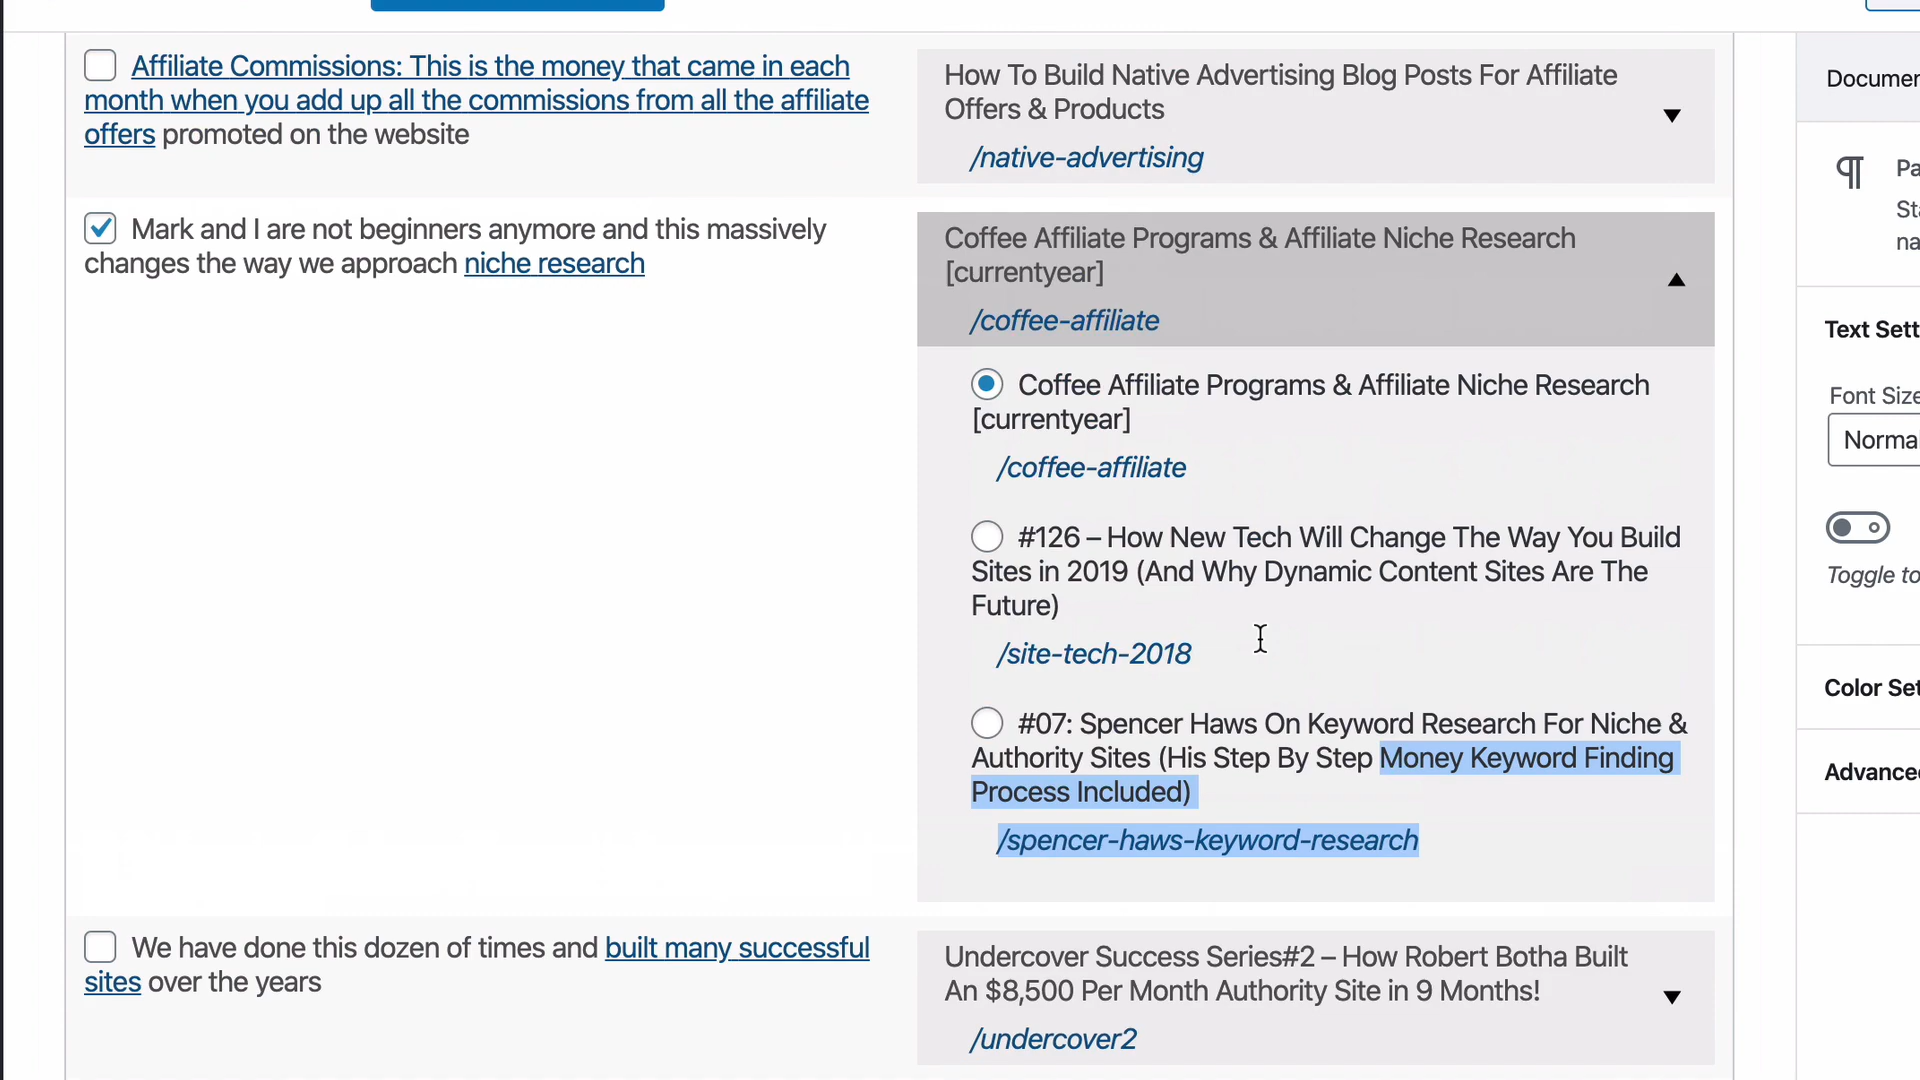 Affiliate Commissions: This is the money that came in each
month when you add up all the commissions from all the affiliate
offers promoted on the website
How To Build Native Advertising Blog Posts For Affiliate
Offers & Products
/native-advertising
Mark and I are not beginners anymore and this massively
changes the way we approach niche research
Coffee Affiliate Programs & Affiliate Niche Research
[currentyear]
/coffee-affiliate
Coffee Affiliate Programs & Affiliate Niche Research
[currentyear]
/coffee-affiliate
#126 – How New Tech Will Change The Way You Build
Sites in 2019 (And Why Dynamic Content Sites Are The
Future)
/site-tech-2018
#07: Spencer Haws On Keyword Research For Niche &
Authority Sites (His Step By Step Money Keyword Finding
Process Included)
/spencer-haws-keyword-research
We have done this dozen of times and built many successful
sites over the years
Undercover Success Series#2 – How Robert Botha Built
An $8,500 Per Month Authority Site in 9 Months!
/undercover2
Documen
Pa
Sta
na
Text Sett
Font Size
Normal
Toggle to
Color Set
Advanced